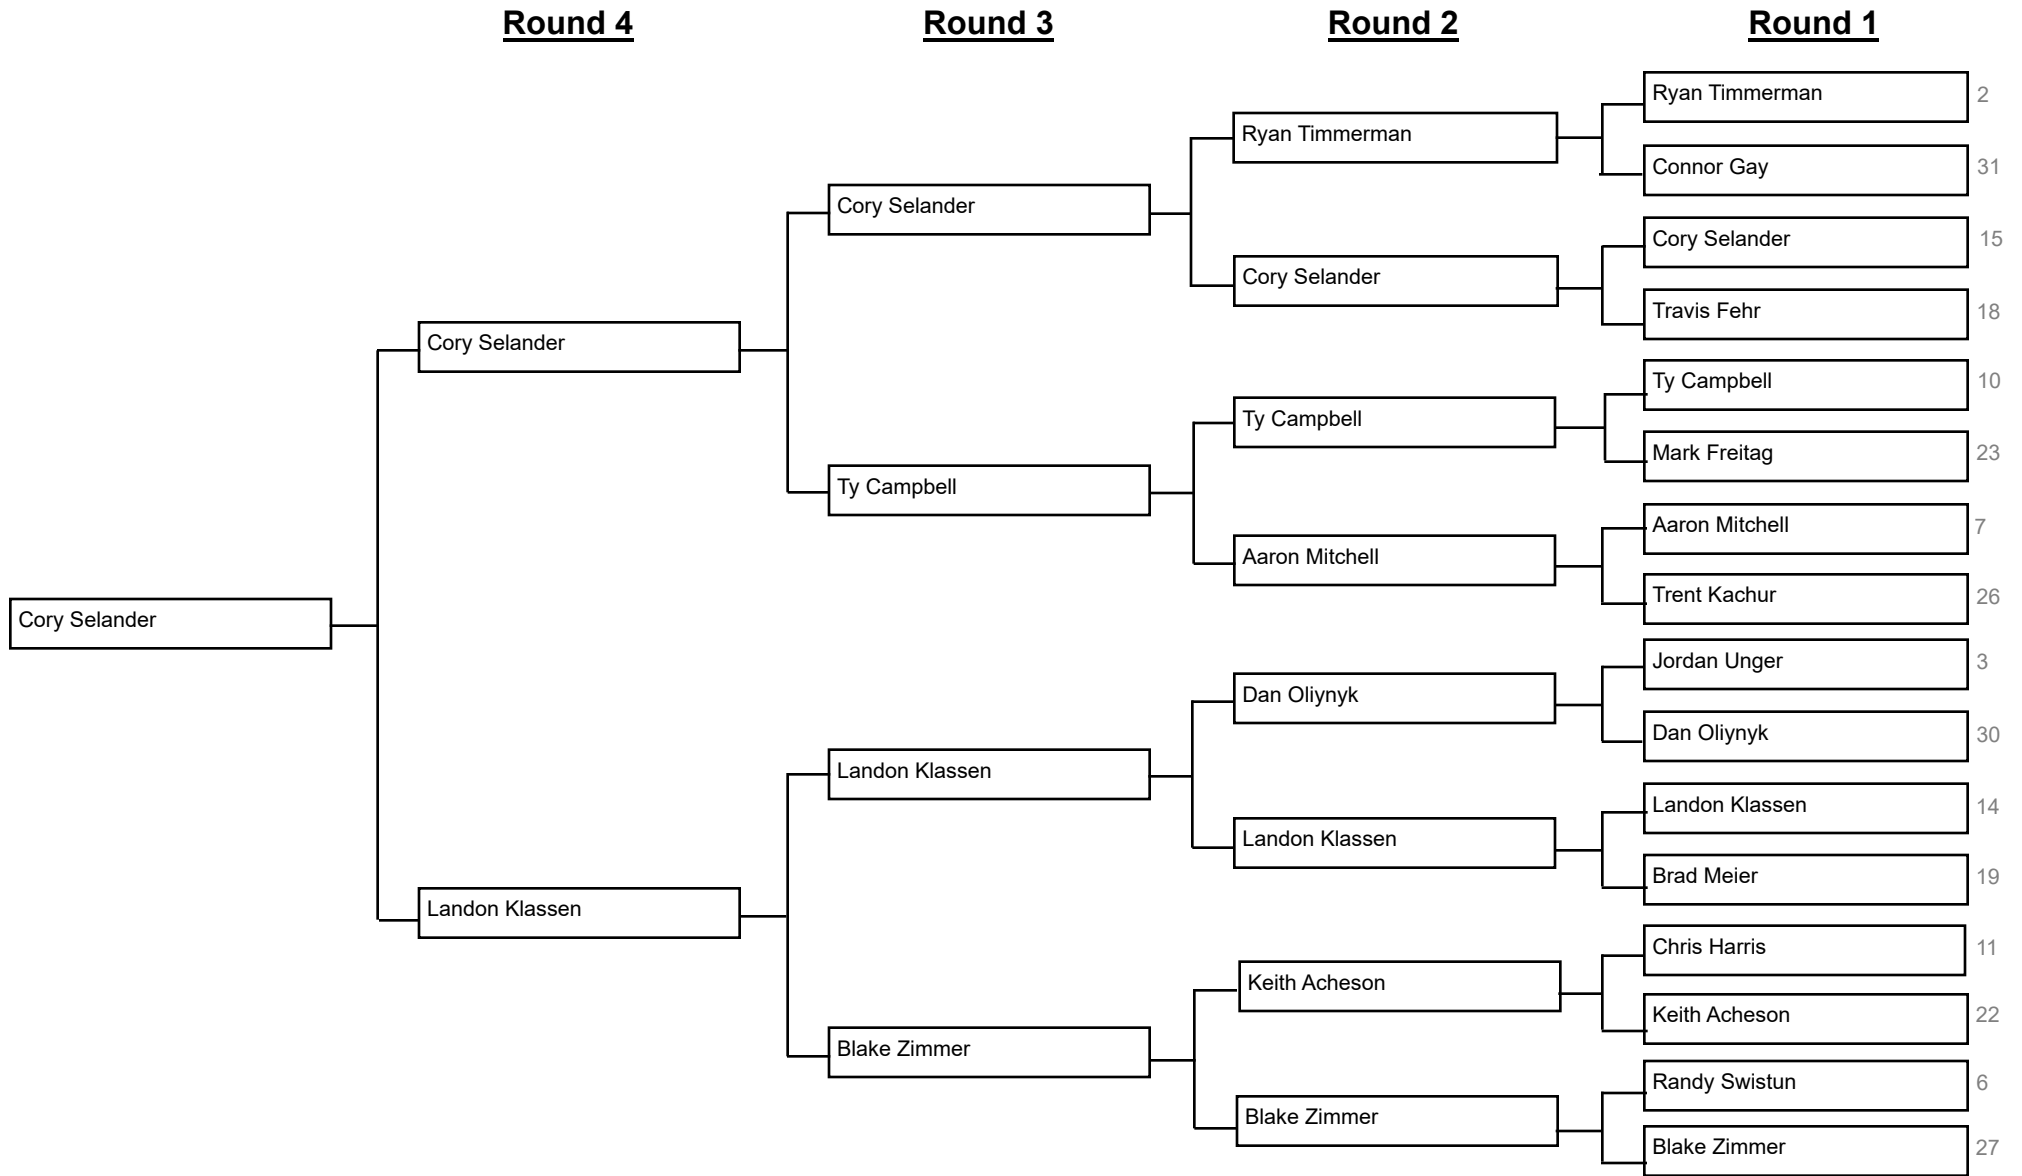 Round 4
Round 3
Round 2
Round 1
Ryan Timmerman 2
Ryan Timmerman
Connor Gay 31
Cory Selander
Cory Selander 15
Cory Selander
Travis Fehr 18
Cory Selander
Ty Campbell 10
Ty Campbell
Mark Freitag 23
Ty Campbell
Aaron Mitchell 7
Aaron Mitchell
Trent Kachur 26
Cory Selander
Jordan Unger 3
Dan Oliynyk
Dan Oliynyk 30
Landon Klassen
Landon Klassen 14
Landon Klassen
Brad Meier 19
Landon Klassen
Chris Harris 11
Keith Acheson
Keith Acheson 22
Blake Zimmer
Randy Swistun 6
Blake Zimmer
Blake Zimmer 27